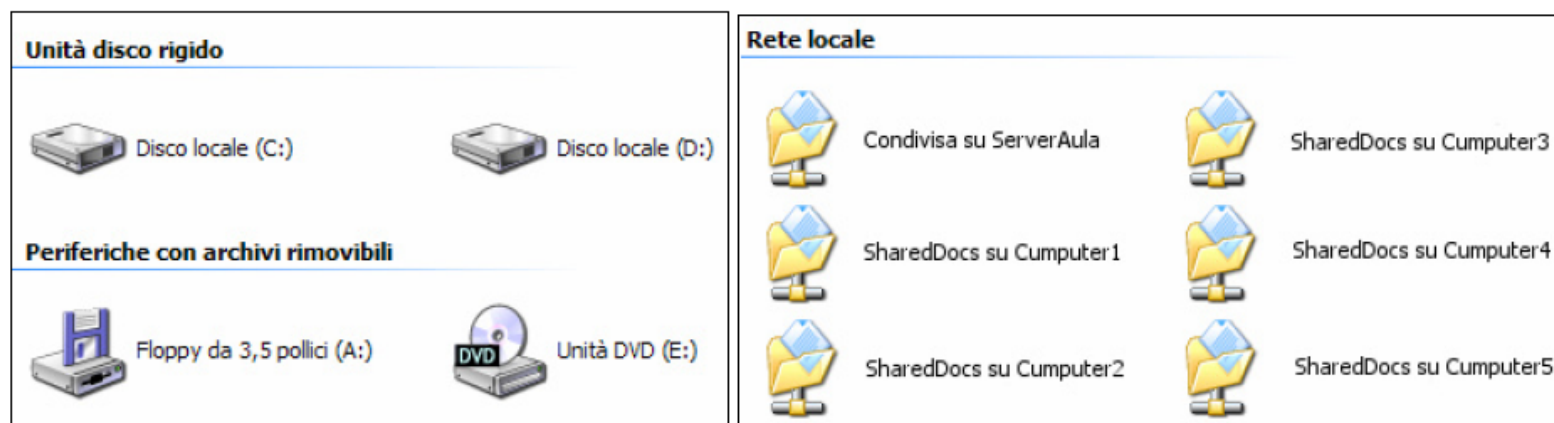 Unità disco rigido
Disco locale (C:)
Disco locale (D:)
Periferiche con archivi rimovibili
Floppy da 3,5 pollici (A:)
DVD
Unità DVD (E:)
Rete locale
Condivisa su ServerAula
SharedDocs su Cumputer3
SharedDocs su Cumputer1
SharedDocs su Cumputer4
SharedDocs su Cumputer2
SharedDocs su Cumputer5